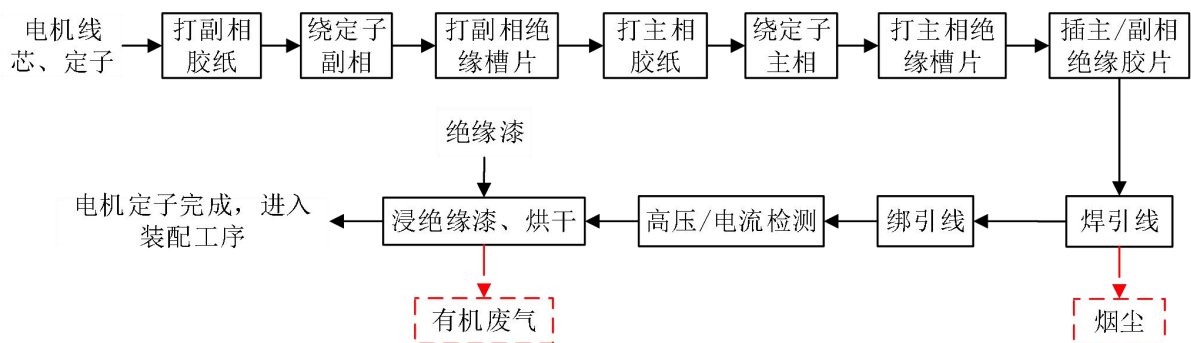 电机线
芯、定子
打副相
胶纸
绕定子
副相
打副相绝
缘槽片
打主相
胶纸
绕定子
主相
打主相绝
缘槽片
插主/副相
绝缘胶片
绝缘漆
电机定子完成，进入
装配工序
浸绝缘漆、烘干
高压/电流检测
绑引线
焊引线
有机废气
烟尘